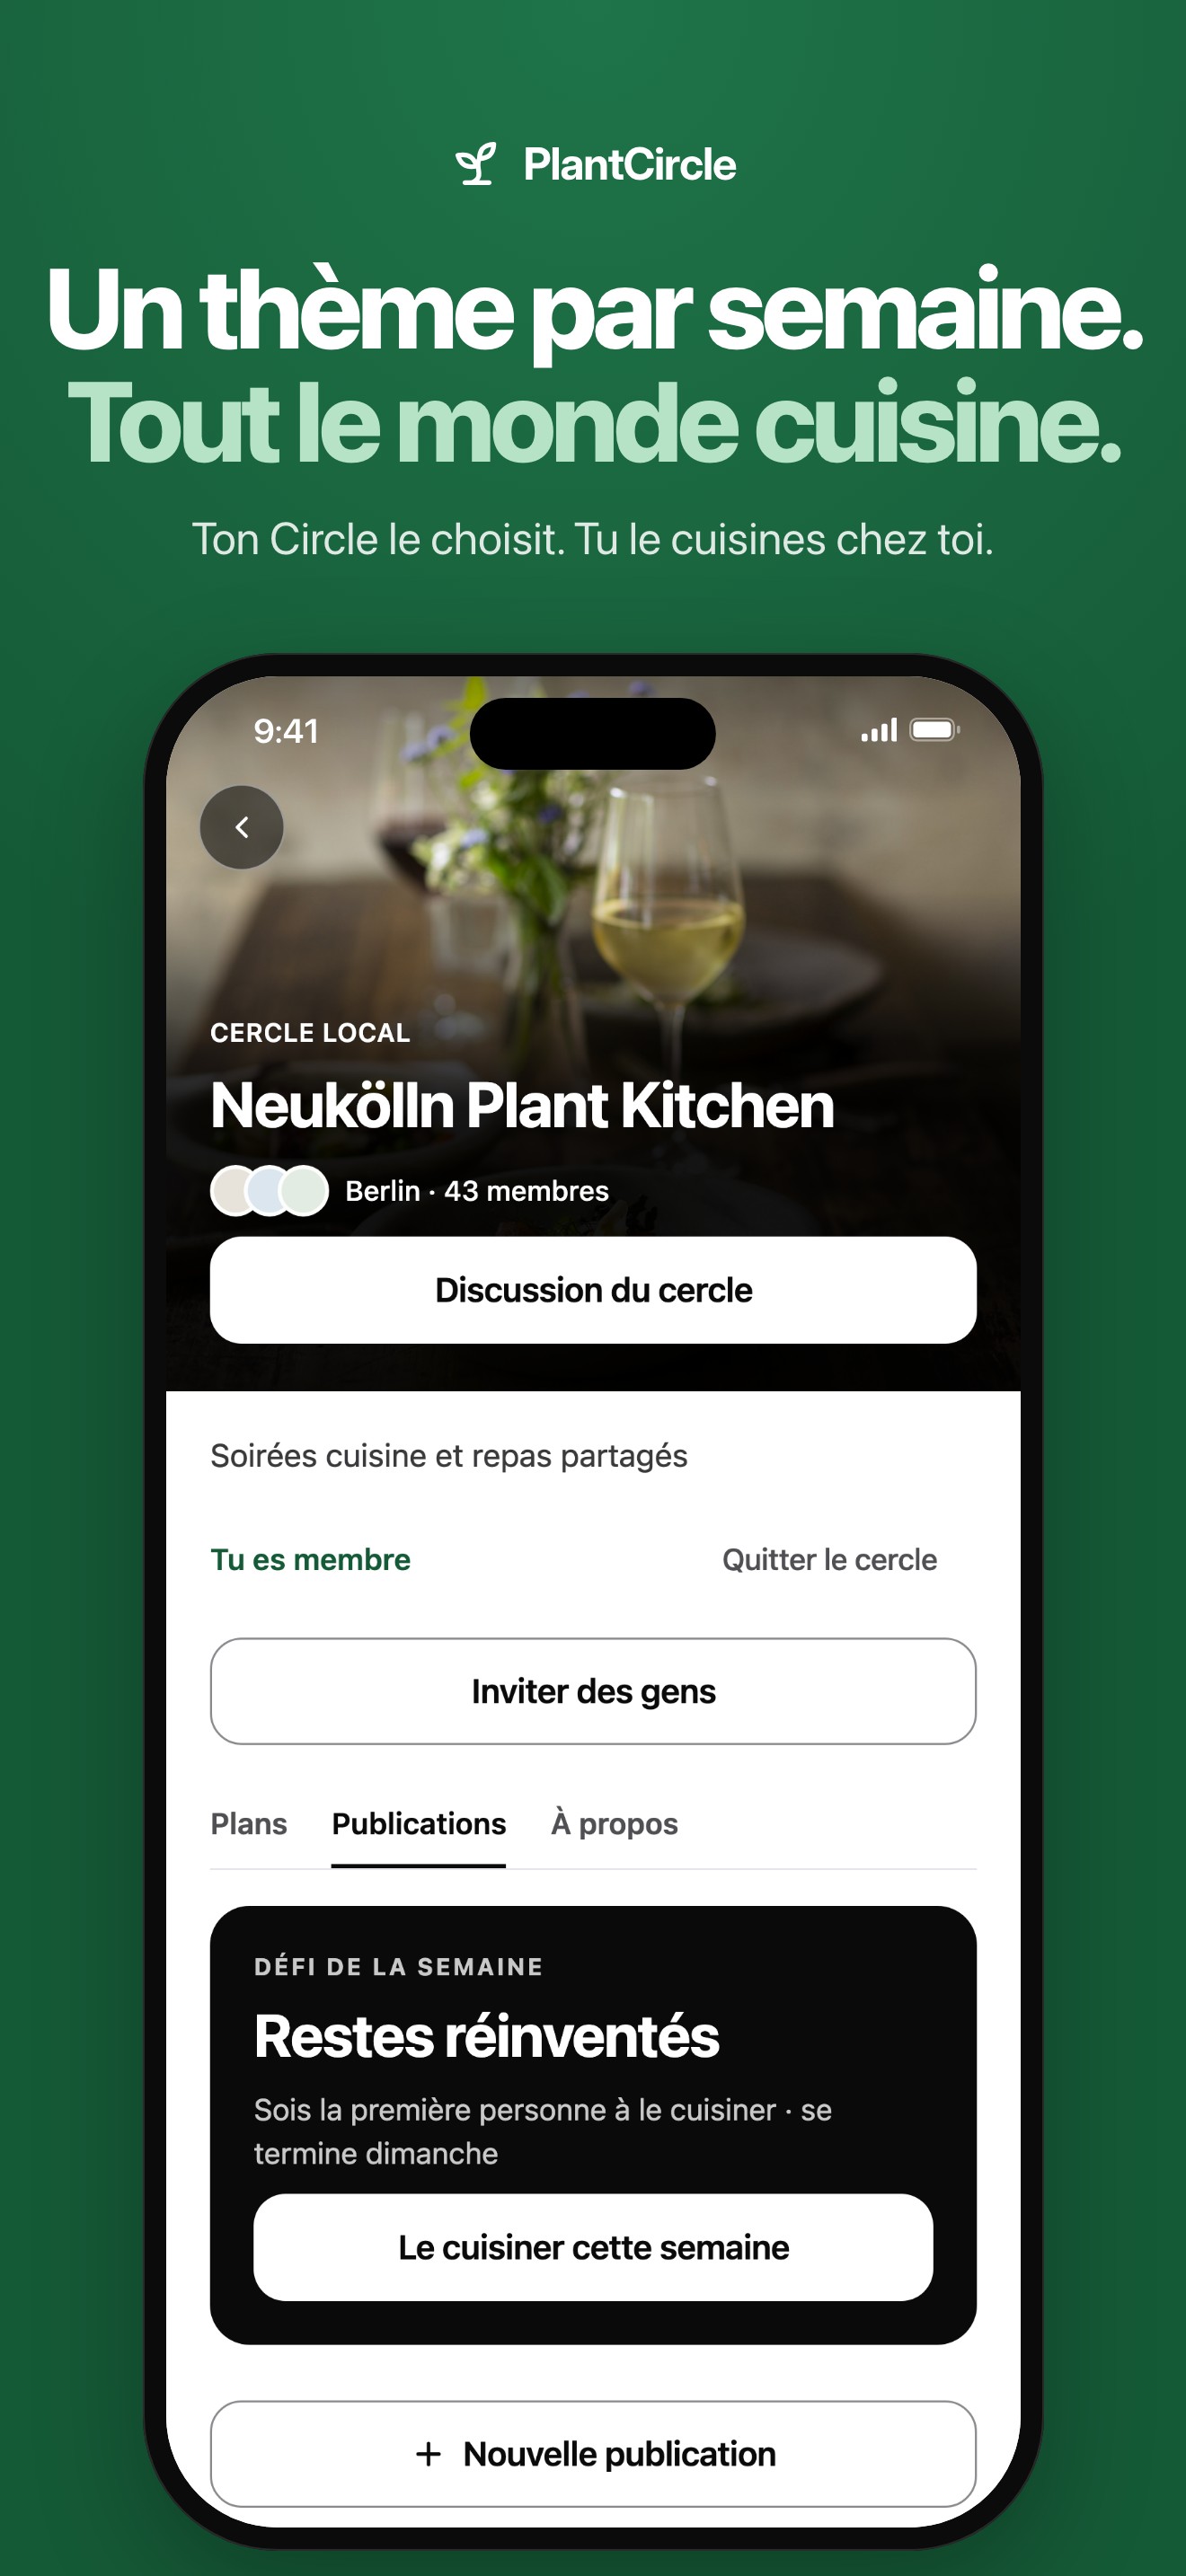 PlantCircle
Un thème par semaine.
Tout le monde cuisine.
Ton Circle le choisit. Tu le cuisines chez toi.
9:41
CERCLE LOCAL
Neukölln Plant Kitchen
Berlin · 43 membres
Discussion du cercle
Soirées cuisine et repas partagés
Tu es membre
Quitter le cercle
Inviter des gens
Plans
Publications
À propos
DÉFI DE LA SEMAINE
Restes réinventés
Sois la première personne à le cuisiner · se
termine dimanche
Le cuisiner cette semaine
+ Nouvelle publication